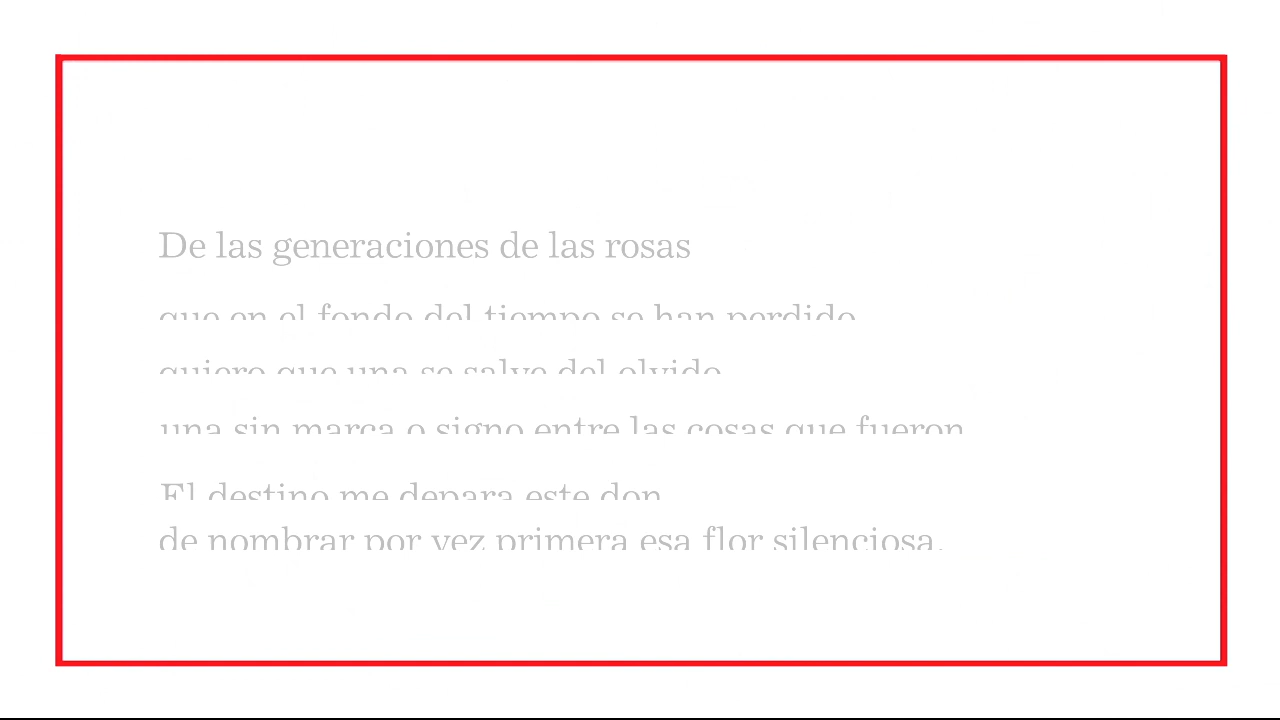 De las generaciones de las rosas
que en el fondo del tiempo se han perdido
quiero que una se salve del olvido
una sin marca o signo entre las cosas que fueron
El destino me depara este don
de nombrar por vez primera esa flor silenciosa.